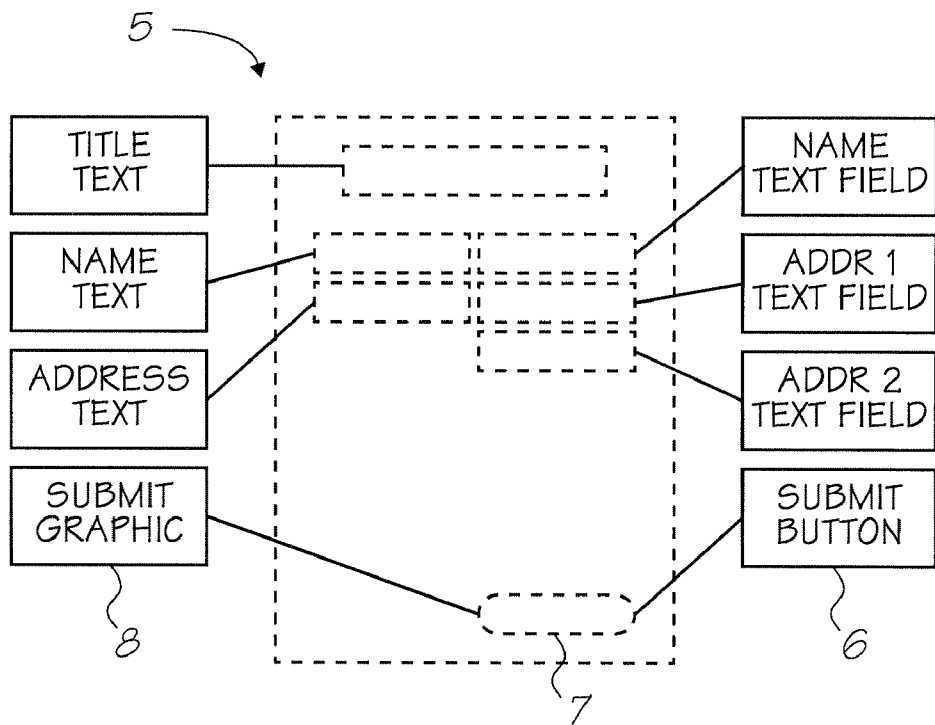 5
TITLE
TEXT
NAME
TEXT
ADDRESS
TEXT
SUBMIT
GRAPHIC
8
NAME
TEXT FIELD
ADDR 1
TEXT FIELD
ADDR 2
TEXT FIELD
SUBMIT
BUTTON
6
7